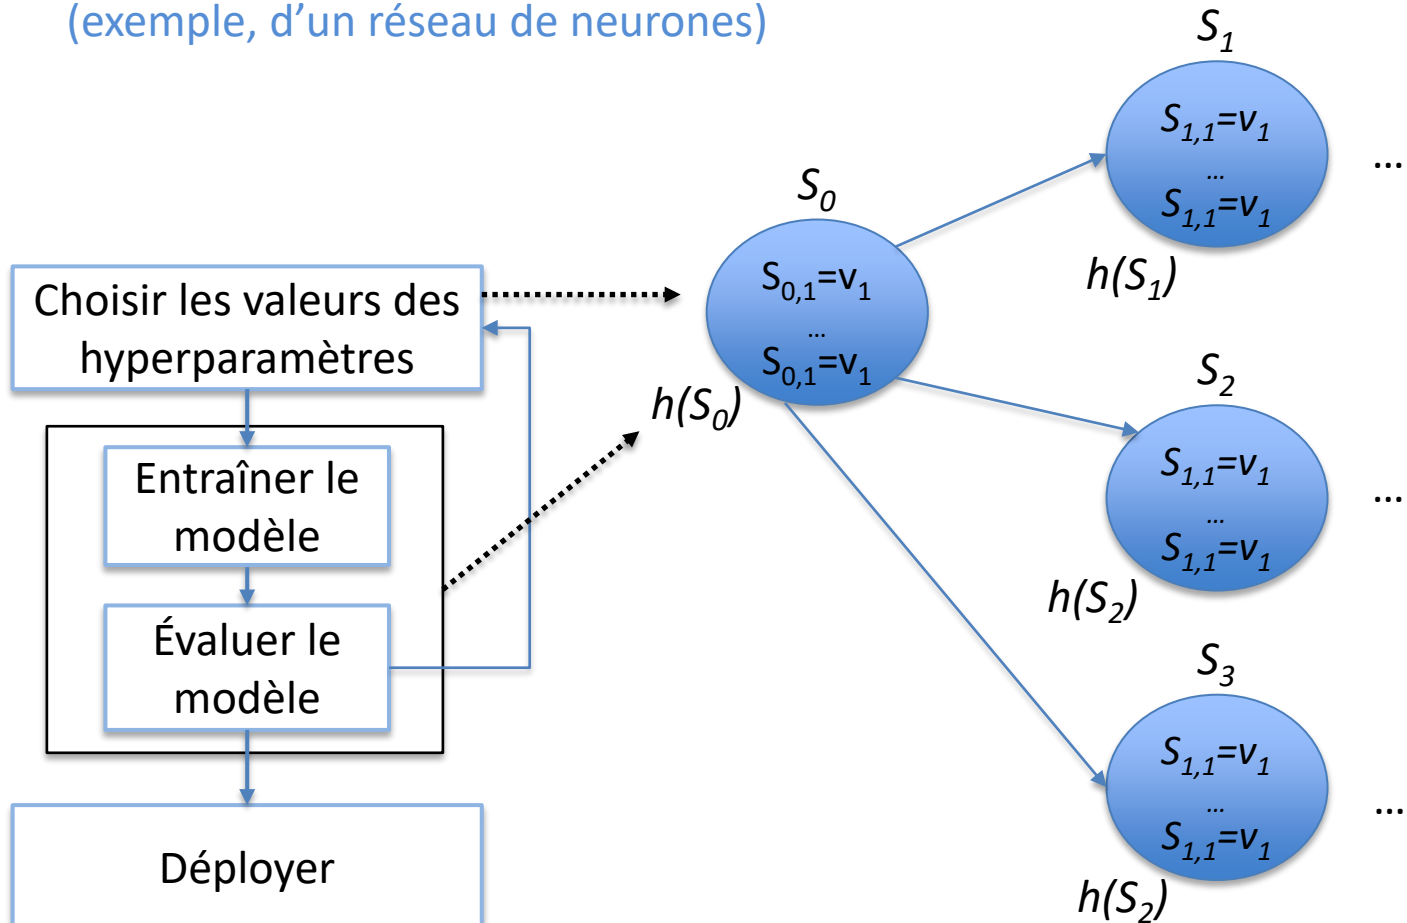 (exemple, d’un réseau de neurones)
Choisir les valeurs des
hyperparamètres
Entraîner le
modèle
Évaluer le
modèle
Déployer
S0
S0,1=v1
...
S0,1=v1
h(S0)
S1
S1,1=v1
...
S1,1=v1
h(S1)
...
S2
S1,1=v1
...
S1,1=v1
h(S2)
...
S3
S1,1=v1
...
S1,1=v1
h(S2)
...